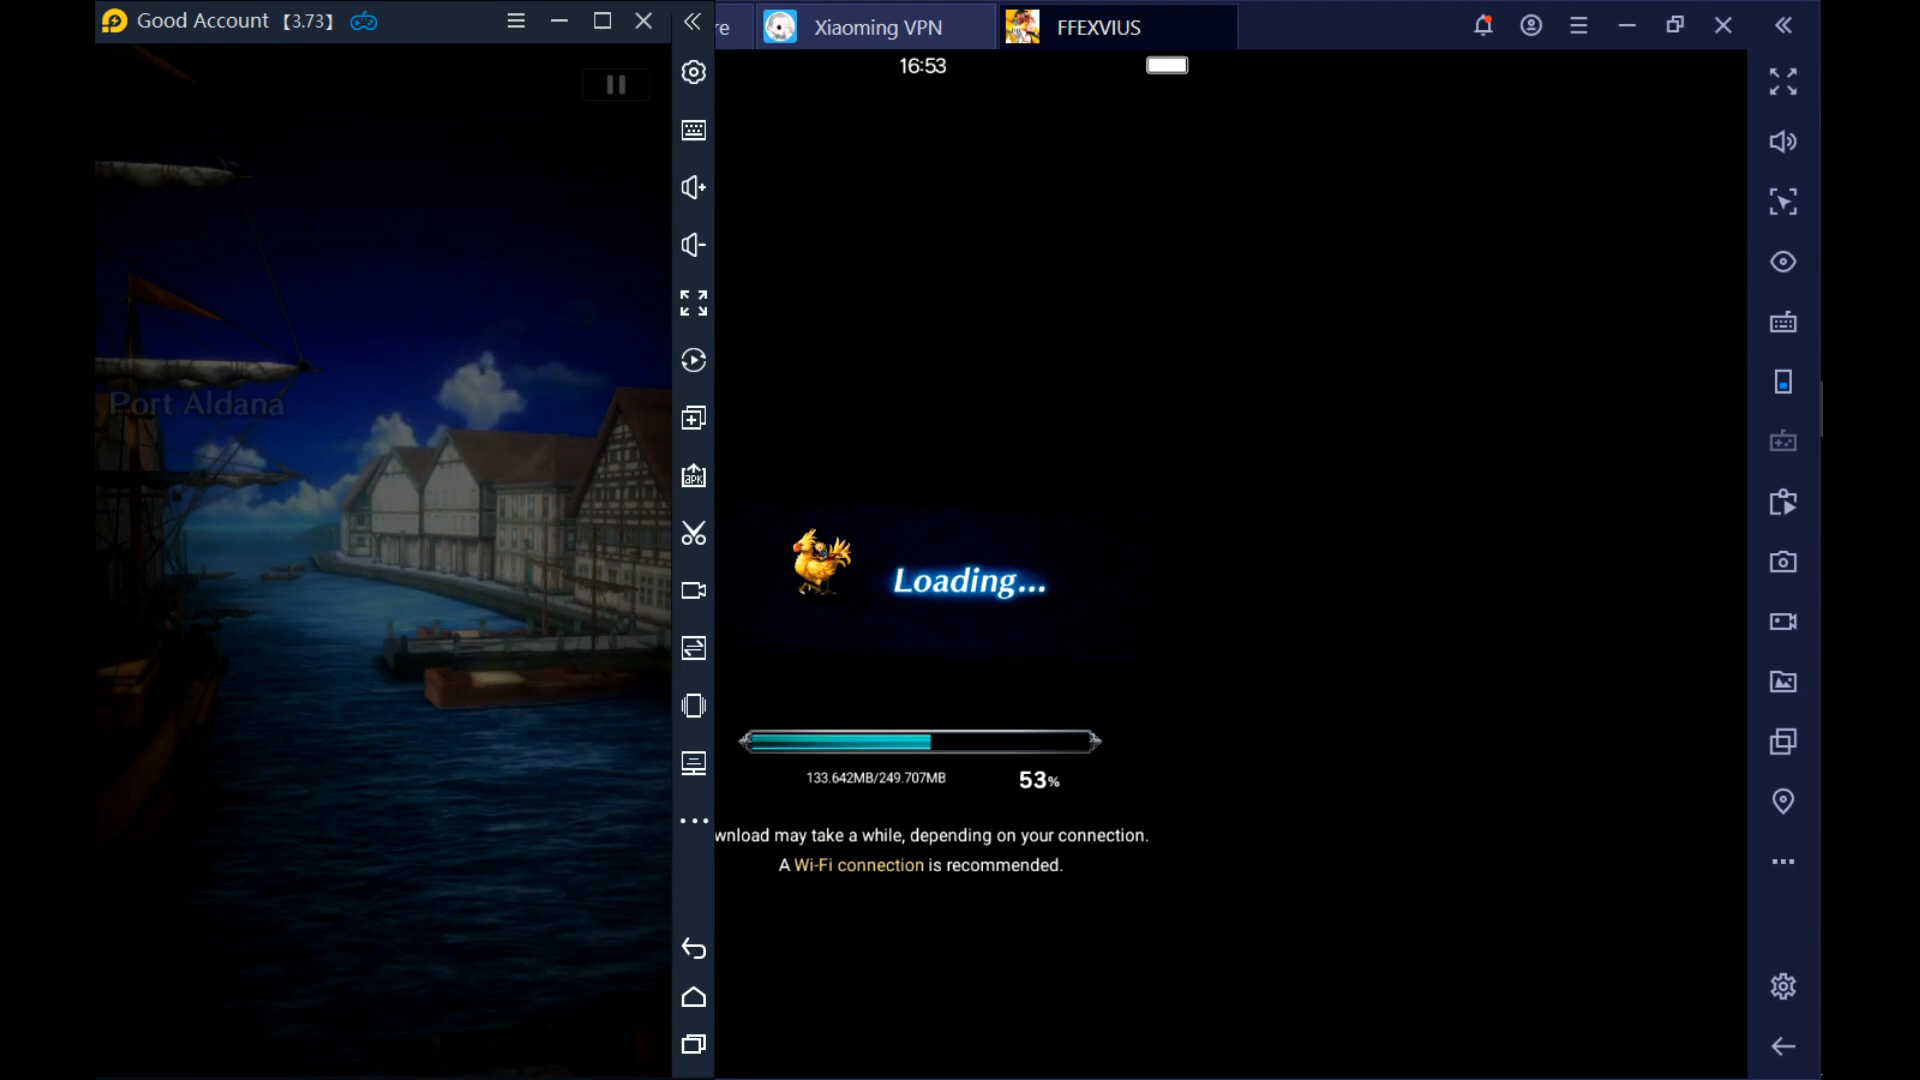 Good Account 【3.73】
re
Xiaoming VPN
FFEXVIUS
16:53
Port Aldana
APK
Loading...
133.642MB/249.707MB
53%
wnload may take a while, depending on your connection.
A Wi-Fi connection is recommended.